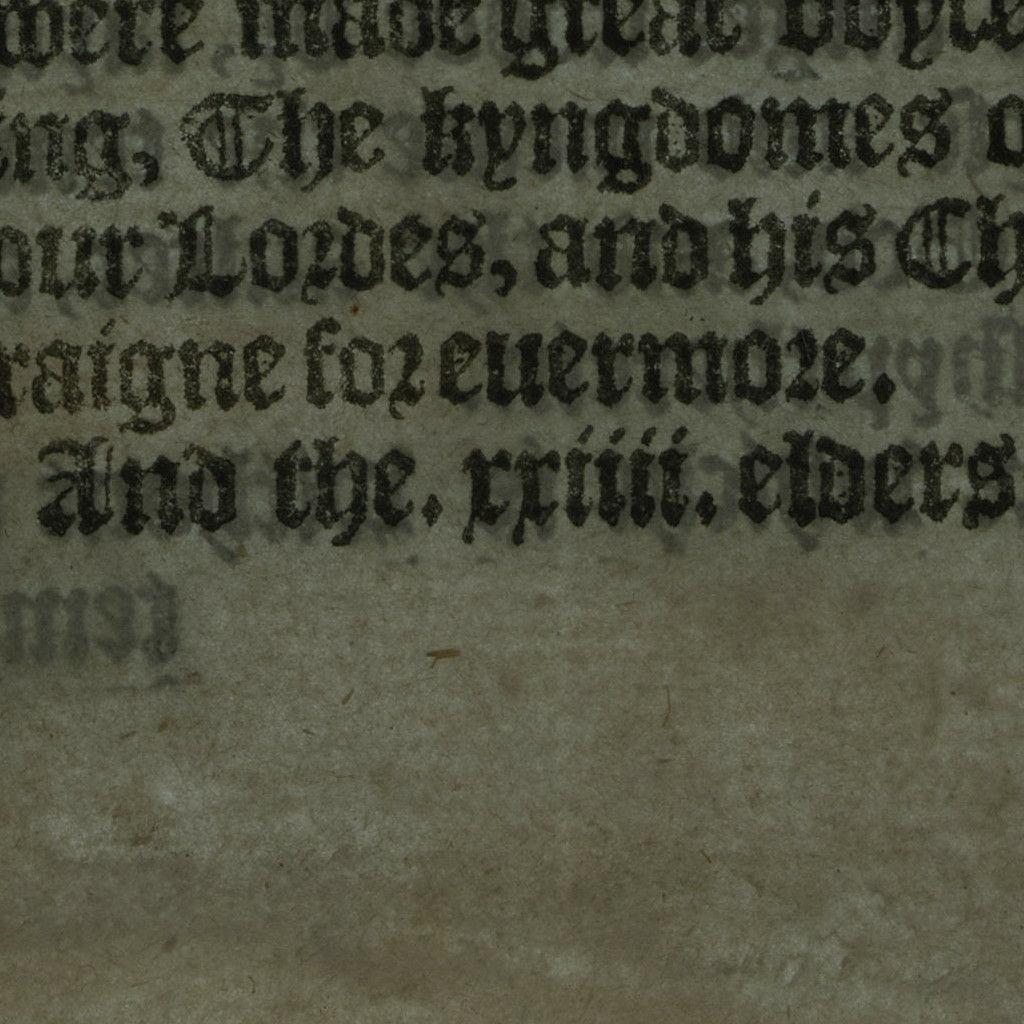 were made great voyce
ing, The kyngdomes o
our Lordes, and his Ch
raigne for euermore.
And the. xxiiii. elders